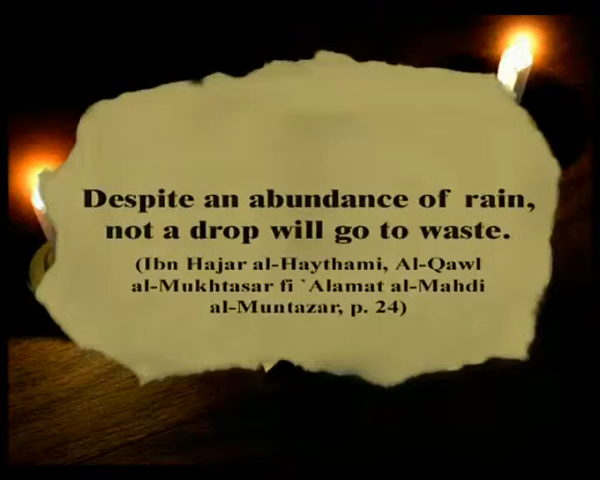 Despite an abundance of rain,
not a drop will go to waste.
(Ibn Hajar al-Haythami, Al-Qawl
al-Mukhtasar fi `Alamat al-Mahdi
al-Muntazar, p. 24)